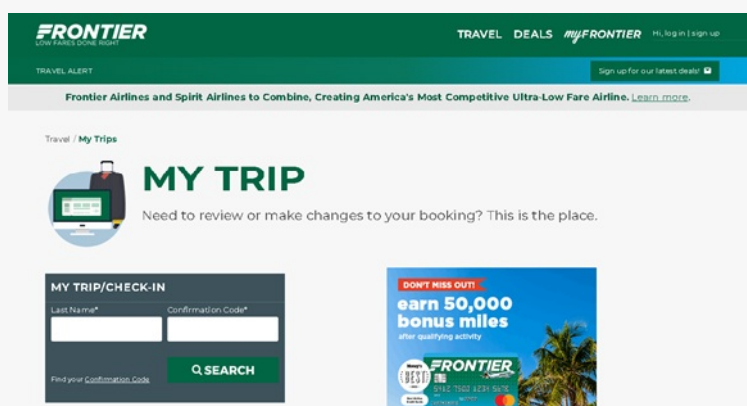 FRONTIER
LOW FARES DONE RIGHT
TRAVEL DEALS myFRONTIER Hi, log in | sign up
TRAVEL ALERT
Sign up for our latest deals!
Frontier Airlines and Spirit Airlines to Combine, Creating America's Most Competitive Ultra-Low Fare Airline. Learn more.
Travel / My Trips
MY TRIP
Need to review or make changes to your booking? This is the place.
MY TRIP/CHECK-IN
Last Name* Confirmation Code*
SEARCH
Find your Confirmation Code
DON'T MISS OUT!
earn 50,000
bonus miles
after qualifying activity
BEST
FRONTIER